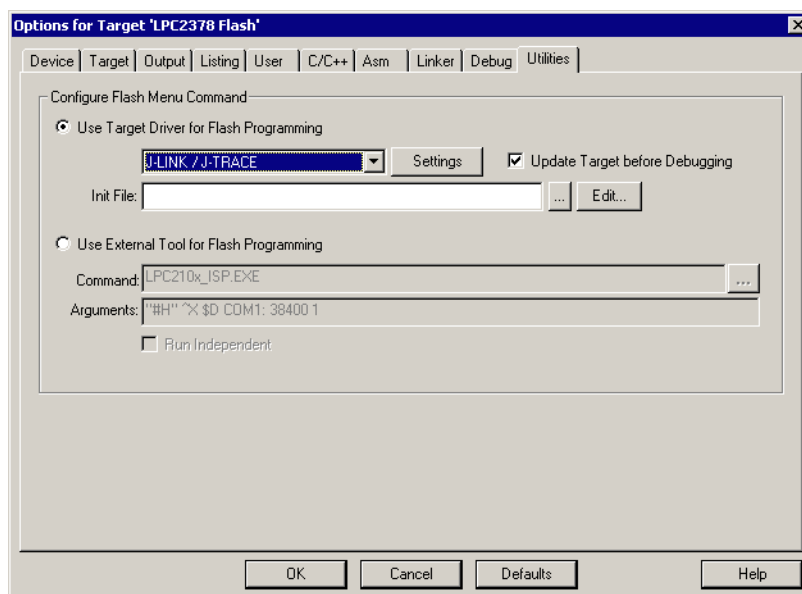 Options for Target 'LPC2378 Flash'
Device Target Output Listing User C/C++ Asm Linker Debug Utilities
Configure Flash Menu Command
Use Target Driver for Flash Programming
J-LINK / J-TRACE Settings Update Target before Debugging
Init File: ... Edit...
Use External Tool for Flash Programming
Command: LPC210x_ISP.EXE ...
Arguments: "#H" ^X $D COM1: 38400 1
Run Independent
OK Cancel Defaults Help